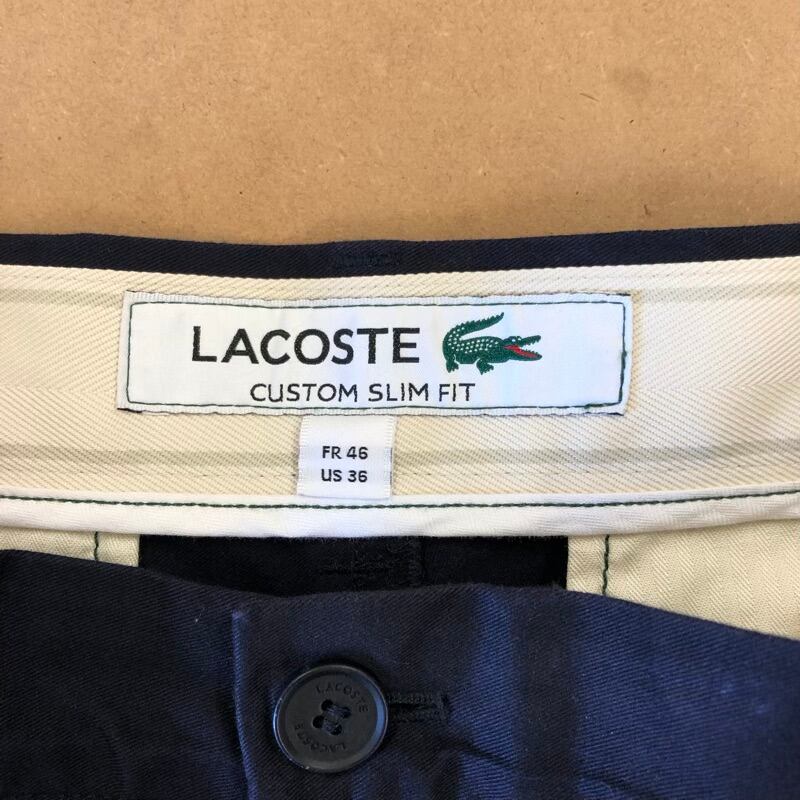 LACOSTE
CUSTOM SLIM FIT
FR 46
US 36
LACOSTE
LACOSTE